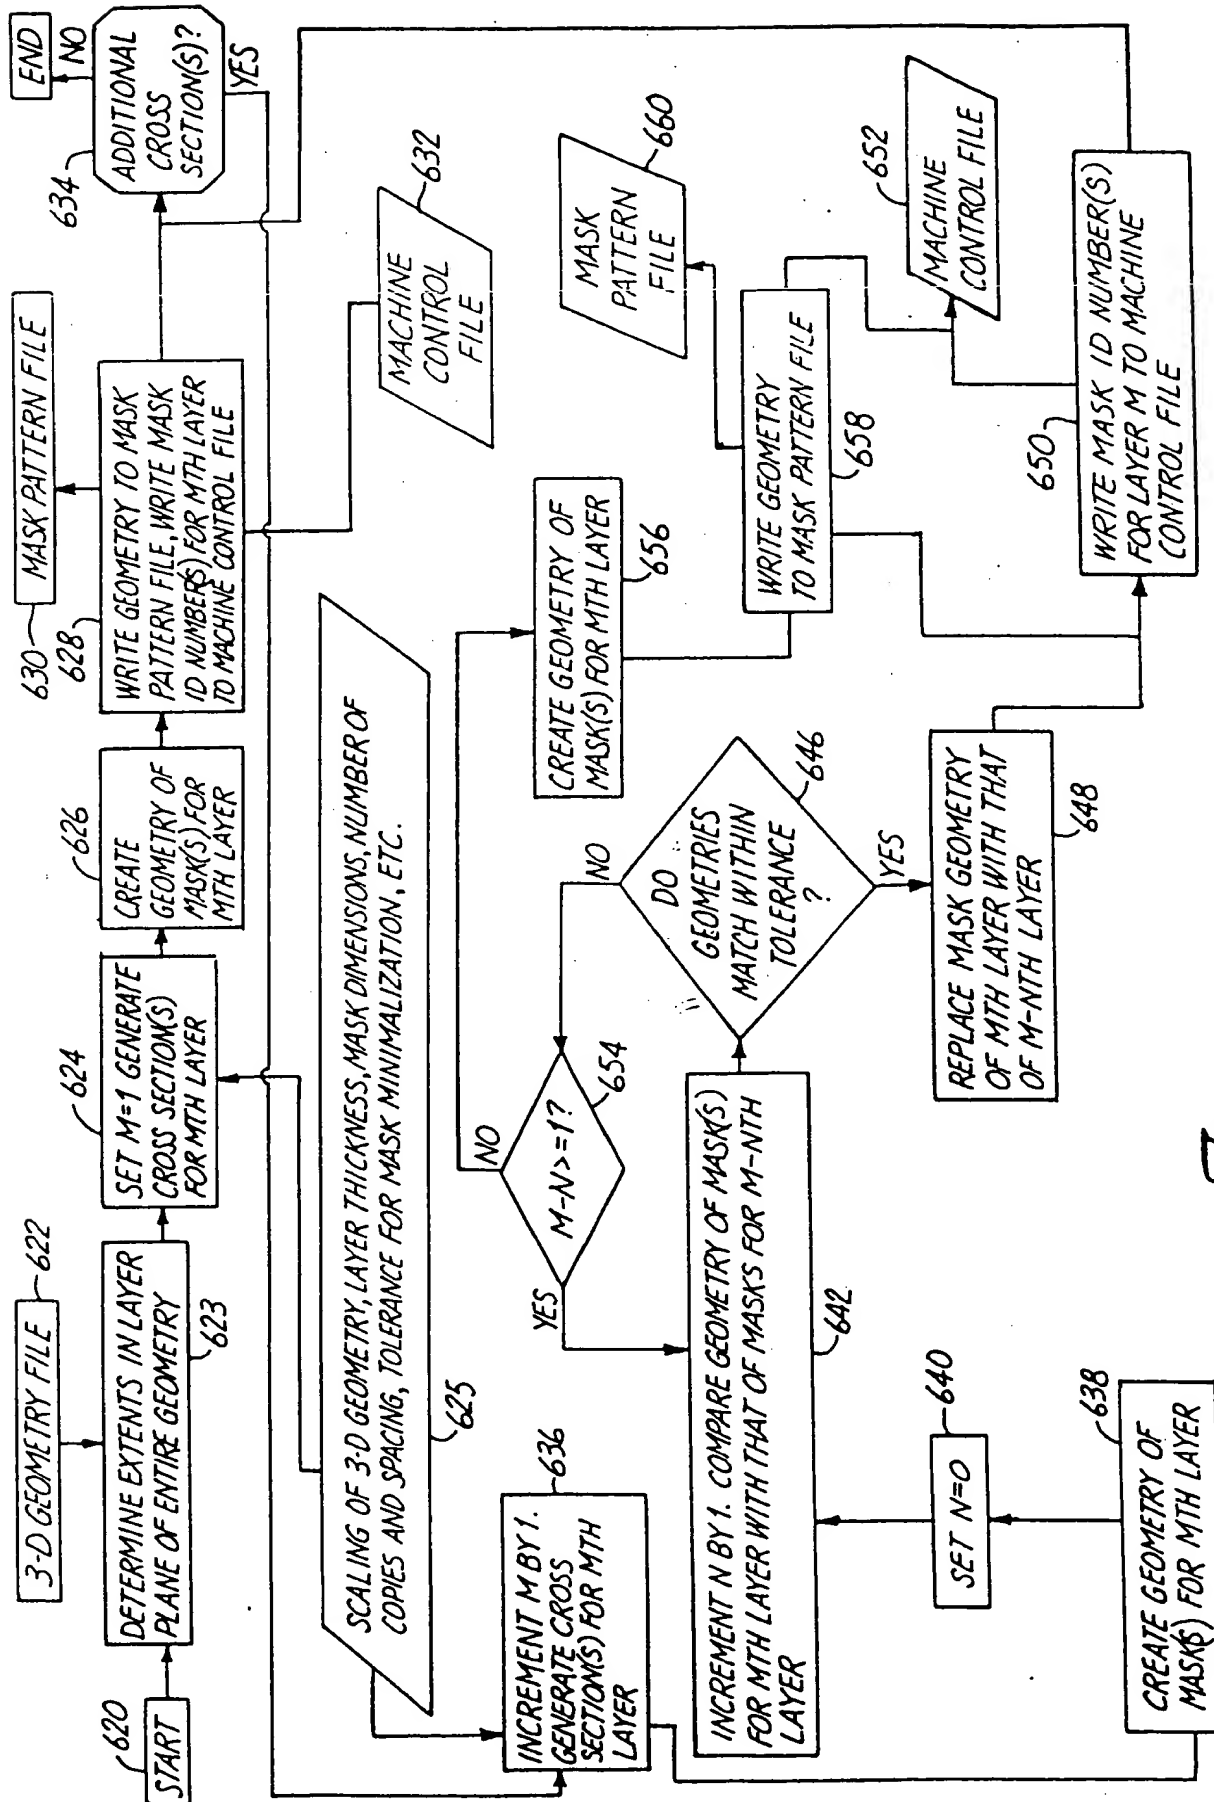 620
START
3-D GEOMETRY FILE
622
DETERMINE EXTENTS IN LAYER
PLANE OF ENTIRE GEOMETRY
623
624
SET M=1 GENERATE
CROSS SECTION(S)
FOR MTH LAYER
626
CREATE
GEOMETRY OF
MASK(S) FOR
MTH LAYER
630
MASK PATTERN FILE
628
WRITE GEOMETRY TO MASK
PATTERN FILE, WRITE MASK
ID NUMBER(S) FOR MTH LAYER
TO MACHINE CONTROL FILE
634
ADDITIONAL
CROSS
SECTION(S)?
NO
END
YES
632
MACHINE
CONTROL
FILE
SCALING OF 3-D GEOMETRY, LAYER THICKNESS, MASK DIMENSIONS, NUMBER OF
COPIES AND SPACING, TOLERANCE FOR MASK MINIMALIZATION, ETC.
625
636
INCREMENT M BY 1.
GENERATE CROSS
SECTION(S) FOR MTH
LAYER
638
CREATE GEOMETRY OF
MASK(S) FOR MTH LAYER
640
SET N=0
642
INCREMENT N BY 1. COMPARE GEOMETRY OF MASK(S)
FOR MTH LAYER WITH THAT OF MASKS FOR M-NTH
LAYER
646
DO
GEOMETRIES
MATCH WITHIN
TOLERANCE
?
NO
YES
654
M-N>=1?
NO
YES
648
REPLACE MASK GEOMETRY
OF MTH LAYER WITH THAT
OF M-NTH LAYER
656
CREATE GEOMETRY OF
MASK(S) FOR MTH LAYER
658
WRITE GEOMETRY
TO MASK PATTERN FILE
660
MASK
PATTERN
FILE
650
WRITE MASK ID NUMBER(S)
FOR LAYER M TO MACHINE
CONTROL FILE
652
MACHINE
CONTROL FILE